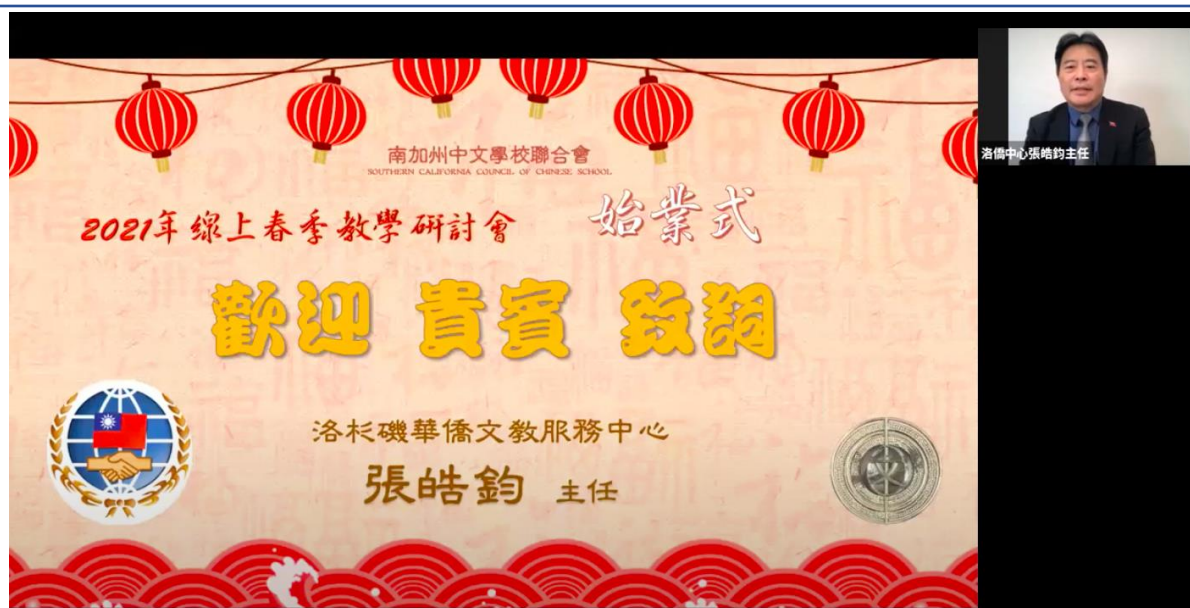 南加州中文學校聯合會
SOUTHERN CALIFORNIA COUNCIL OF CHINESE SCHOOL
2021年線上春季教學研討會 始業式
歡迎 貴賓 致詞
洛杉磯華僑文教服務中心
張皓鈞 主任
洛僑中心張皓鈞主任